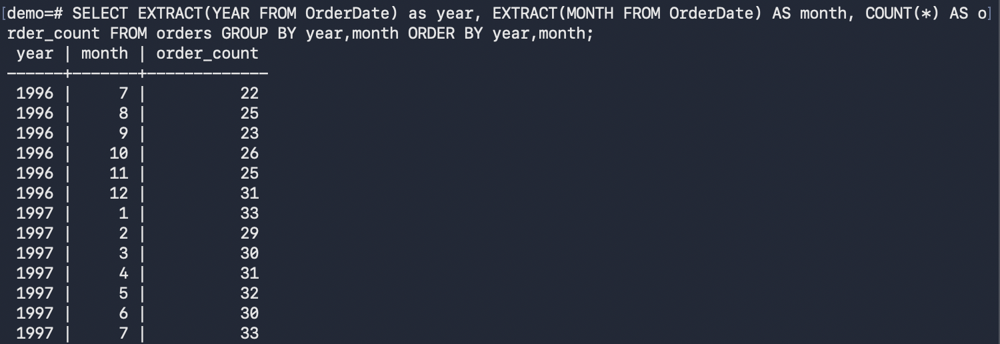 [demo=# SELECT EXTRACT(YEAR FROM OrderDate) as year, EXTRACT(MONTH FROM OrderDate) AS month, COUNT(*) AS o]
rder_count FROM orders GROUP BY year,month ORDER BY year,month;
 year | month | order_count
------+-------+-------------
 1996 |     7 |          22
 1996 |     8 |          25
 1996 |     9 |          23
 1996 |    10 |          26
 1996 |    11 |          25
 1996 |    12 |          31
 1997 |     1 |          33
 1997 |     2 |          29
 1997 |     3 |          30
 1997 |     4 |          31
 1997 |     5 |          32
 1997 |     6 |          30
 1997 |     7 |          33